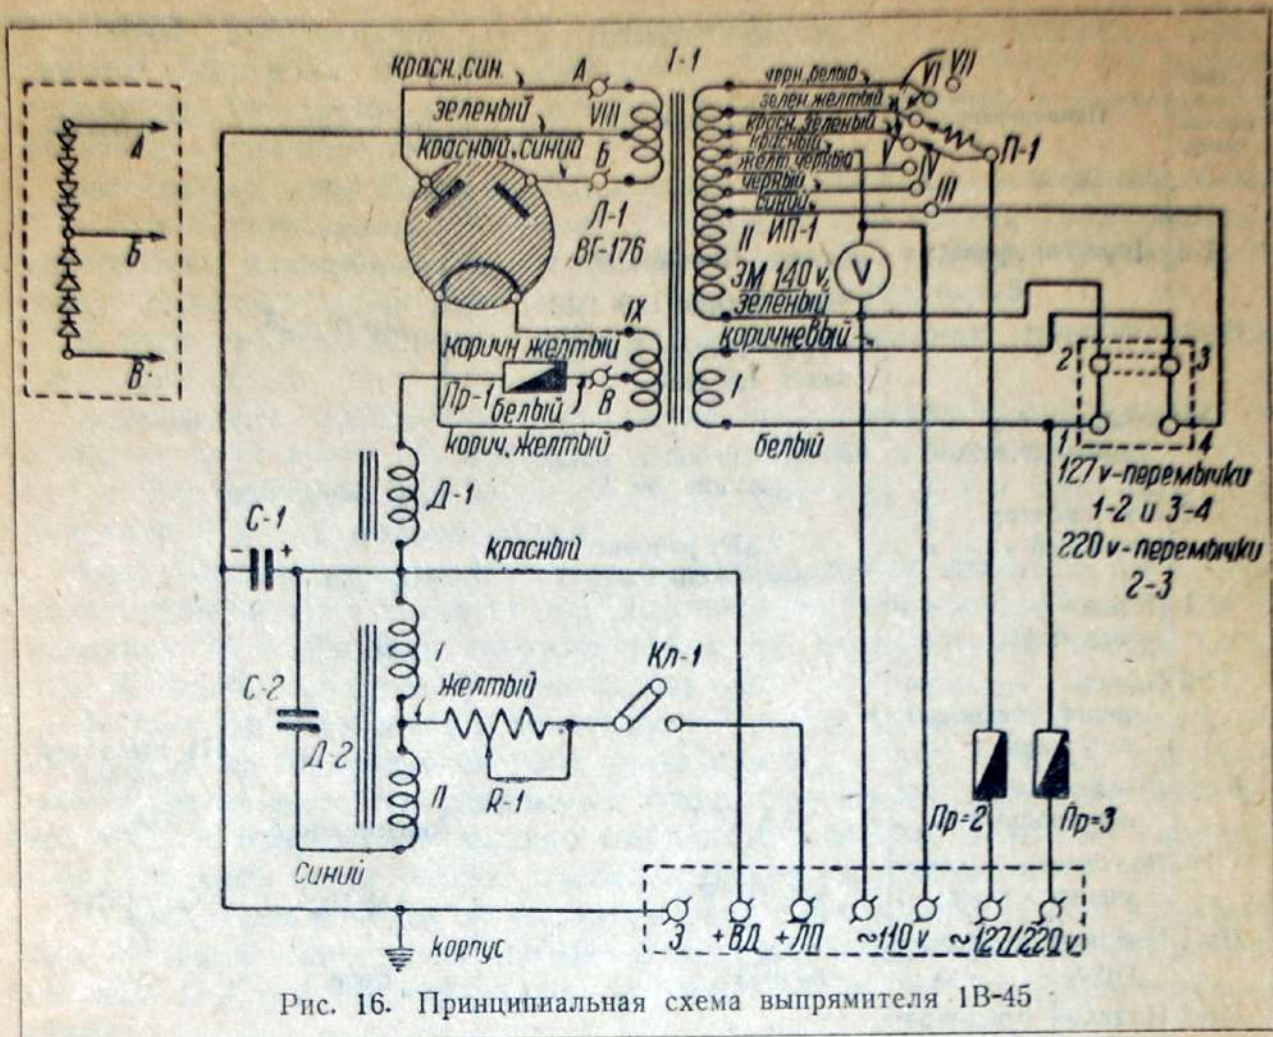 красн., син.
А
I-1
черн. белый
VI
VII
зеленый
VIII
зелен желтый
красн. зеленый
V
А
красный, синий
Б
красный
желт. черный
IV
П-1
черный
III
синий
Л-1
ВГ-176
II
ИП-1
V
ЭМ 140 v.
зеленый
Б
IX
коричневый
коричн желтый
2
3
В
Пр-1
белый
В
I
корич. желтый
белый
1
4
127 v-перемычки
1-2 и 3-4
220 v-перемычки
2-3
Д-1
С-1
- +
красный
I
Кл-1
С-2
желтый
Д-2
II
R-1
Пр=2
Пр=3
Синий
З
+ВД
+ЛП
~110 v
~127/220 v
корпус
Рис. 16. Принципиальная схема выпрямителя 1В-45